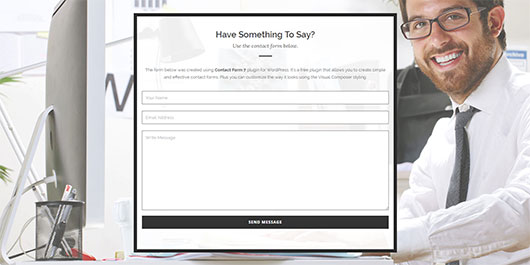 Have Something To Say?
Use the contact form below.
The form below was created using Contact Form 7 plugin for WordPress. It's a free plugin that allows you to create simple
and effective contact forms. Plus you can customize the way it looks using the Visual Composer styling.
Your Name
Email Address
Write Message
SEND MESSAGE